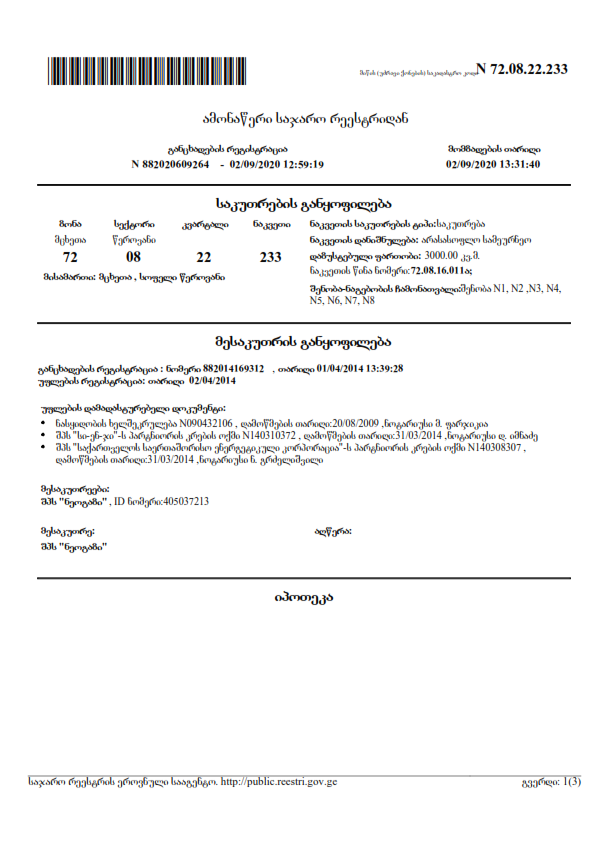 მიწის (უძრავი ქონების) საკადასტრო კოდი N 72.08.22.233
ამონაწერი საჯარო რეესტრიდან
განცხადების რეგისტრაცია
N 882020609264 - 02/09/2020 12:59:19
მომზადების თარიღი
02/09/2020 13:31:40
საკუთრების განყოფილება
ზონა სექტორი კვარტალი ნაკვეთი
მცხეთა წეროვანი
72 08 22 233
მისამართი: მცხეთა , სოფელი წეროვანი
ნაკვეთის საკუთრების ტიპი:საკუთრება
ნაკვეთის დანიშნულება: არასასოფლო სამეურნეო
დაზუსტებული ფართობი: 3000.00 კვ.მ.
ნაკვეთის წინა ნომერი:72.08.16.011ა;
შენობა-ნაგებობის ჩამონათვალი:შენობა N1, N2 ,N3, N4,
N5, N6, N7, N8
მესაკუთრის განყოფილება
განცხადების რეგისტრაცია : ნომერი 882014169312 , თარიღი 01/04/2014 13:39:28
უფლების რეგისტრაცია: თარიღი 02/04/2014
უფლების დამადასტურებელი დოკუმენტი:
• ნასყიდობის ხელშეკრულება N090432106 , დამოწმების თარიღი:20/08/2009 ,ნოტარიუსი მ. ფარჯიკია
• შპს "სი-ენ-ჯი"-ს პარტნიორის კრების ოქმი N140310372 , დამოწმების თარიღი:31/03/2014 ,ნოტარიუსი დ. იმნაძე
• შპს "საქართველოს საერთაშორისო ენერგეტიკული კორპორაცია"-ს პარტნიორის კრების ოქმი N140308307 ,
დამოწმების თარიღი:31/03/2014 ,ნოტარიუსი ნ. გრძელიშვილი
მესაკუთრეები:
შპს "ნეოგაზი" , ID ნომერი:405037213
მესაკუთრე:
შპს "ნეოგაზი"
აღწერა:
იპოთეკა
საჯარო რეესტრის ეროვნული სააგენტო. http://public.reestri.gov.ge გვერდი: 1(3)